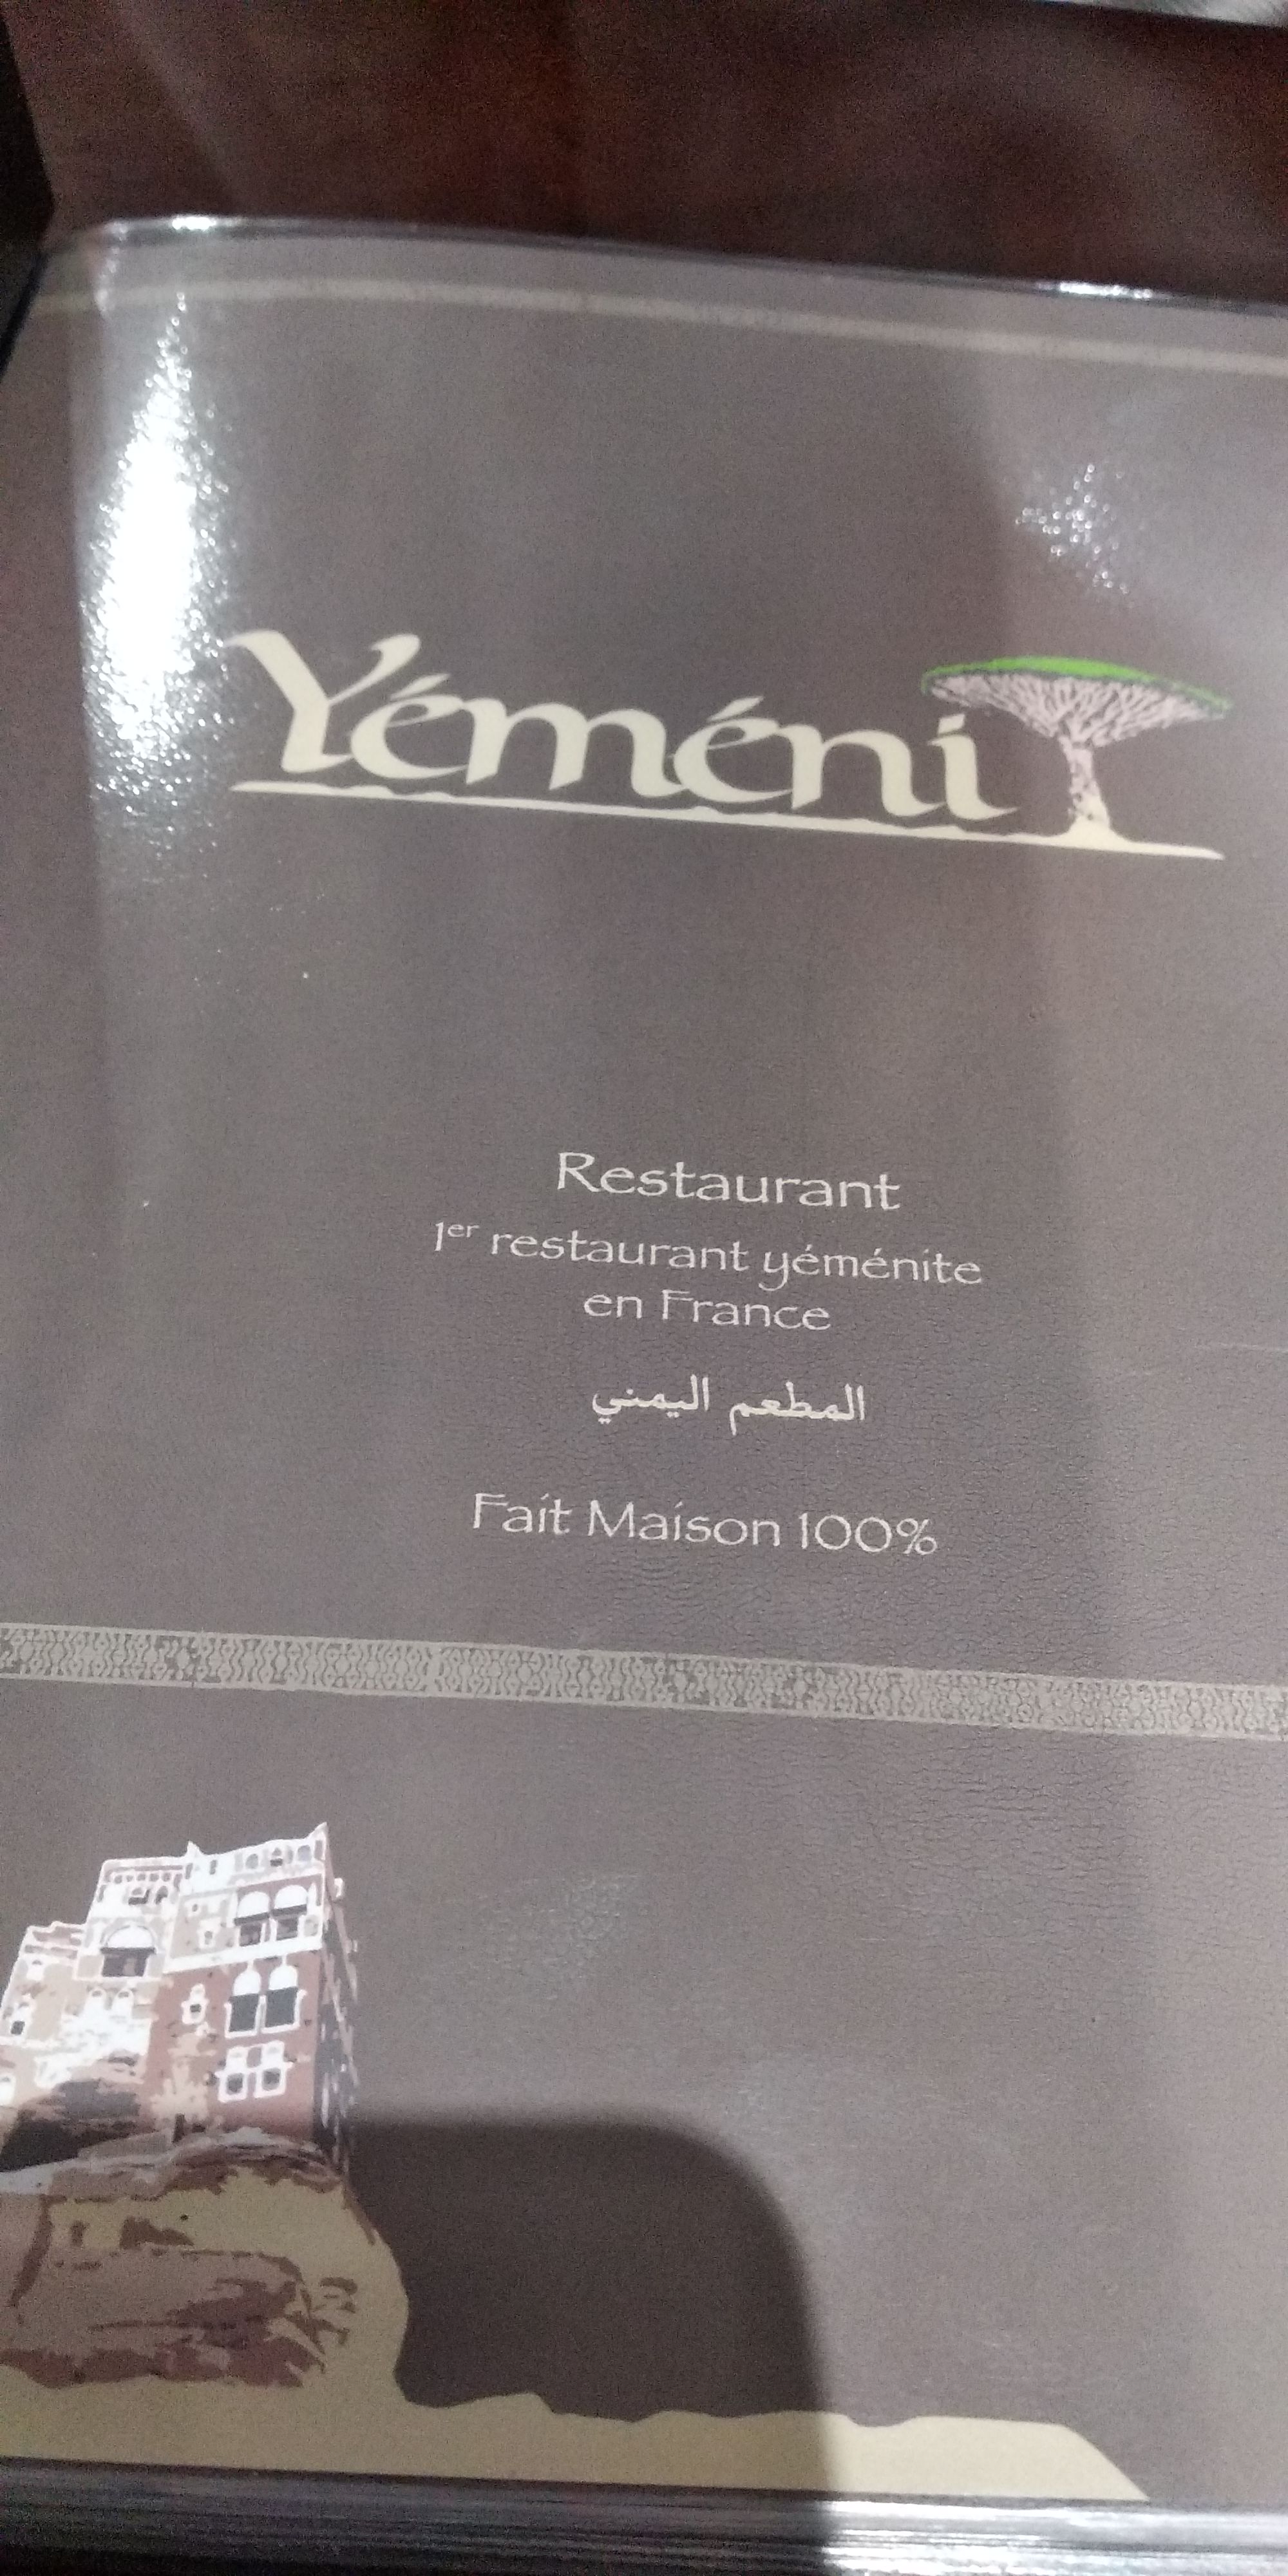 Yéméni
Restaurant
1er restaurant yéménite
en France
المطعم اليمني
Fait Maison 100%